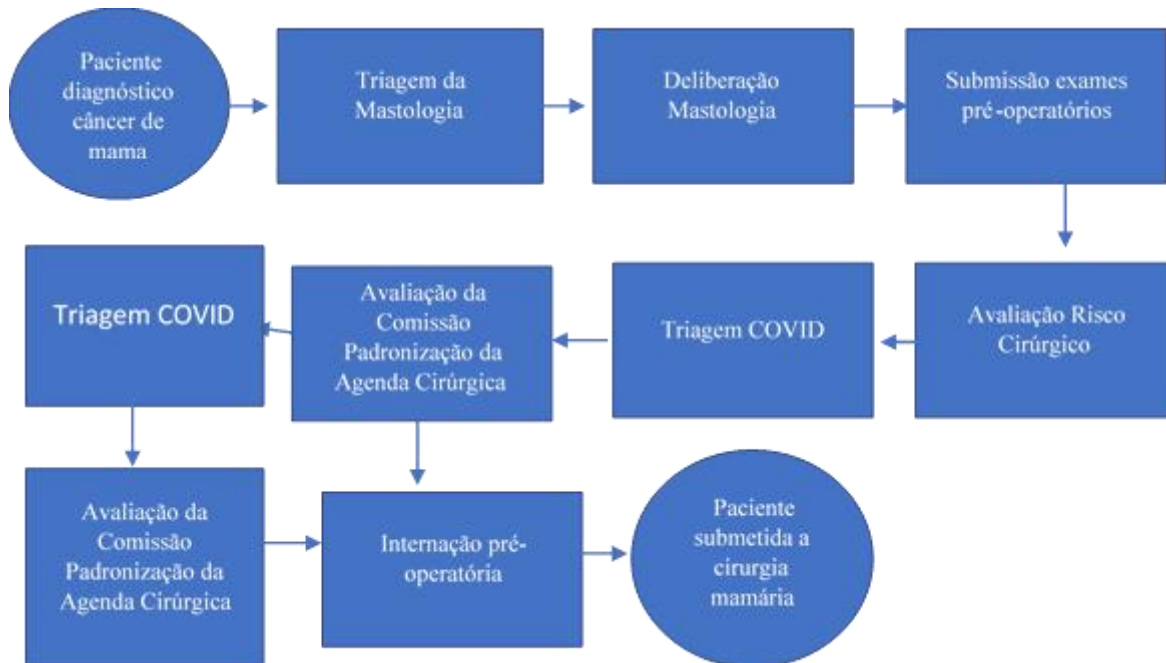 Paciente
diagnóstico
câncer de
mama
Triagem da
Mastologia
Deliberação
Mastologia
Submissão exames
pré-operatórios
Avaliação Risco
Cirúrgico
Triagem COVID
Avaliação da
Comissão
Padronização da
Agenda Cirúrgica
Triagem COVID
Avaliação da
Comissão
Padronização da
Agenda Cirúrgica
Internação pré-
operatória
Paciente
submetida a
cirurgia
mamária